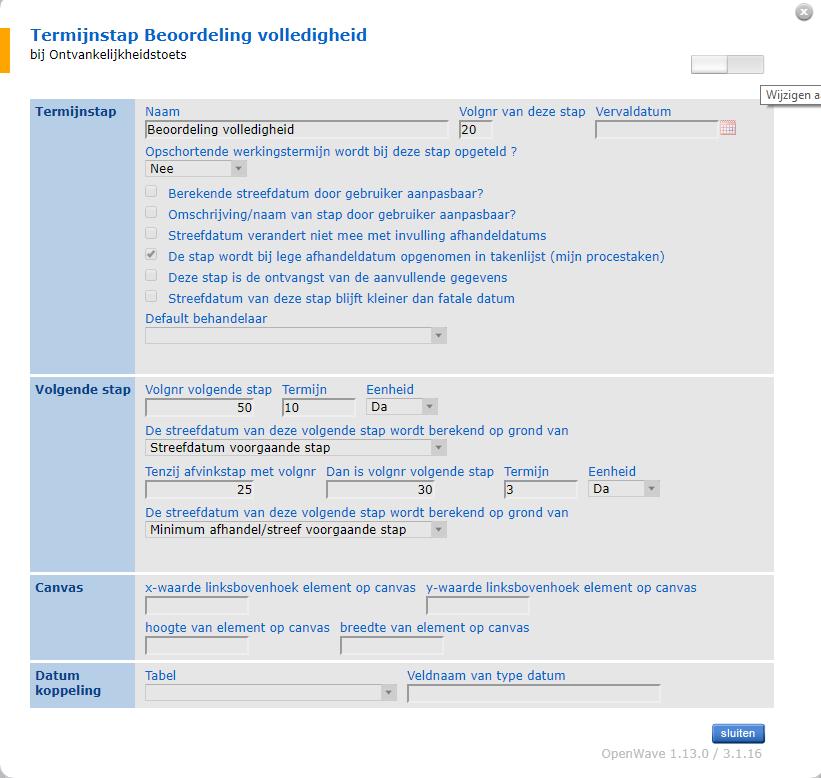 Termijnstap Beoordeling volledigheid
bij Ontvankelijkheidstoets
Wijzigen a
Termijnstap
Naam Volgnr van deze stap Vervaldatum
Beoordeling volledigheid 20
Opschortende werkingstermijn wordt bij deze stap opgeteld ?
Nee
Berekende streefdatum door gebruiker aanpasbaar?
Omschrijving/naam van stap door gebruiker aanpasbaar?
Streefdatum verandert niet mee met invulling afhandeldatums
De stap wordt bij lege afhandeldatum opgenomen in takenlijst (mijn procestaken)
Deze stap is de ontvangst van de aanvullende gegevens
Streefdatum van deze stap blijft kleiner dan fatale datum
Default behandelaar
Volgende stap
Volgnr volgende stap Termijn Eenheid
50 10 Da
De streefdatum van deze volgende stap wordt berekend op grond van
Streefdatum voorgaande stap
Tenzij afvinkstap met volgnr Dan is volgnr volgende stap Termijn Eenheid
25 30 3 Da
De streefdatum van deze volgende stap wordt berekend op grond van
Minimum afhandel/streef voorgaande stap
Canvas
x-waarde linksbovenhoek element op canvas y-waarde linksbovenhoek element op canvas
hoogte van element op canvas breedte van element op canvas
Datum
koppeling
Tabel Veldnaam van type datum
sluiten
OpenWave 1.13.0 / 3.1.16